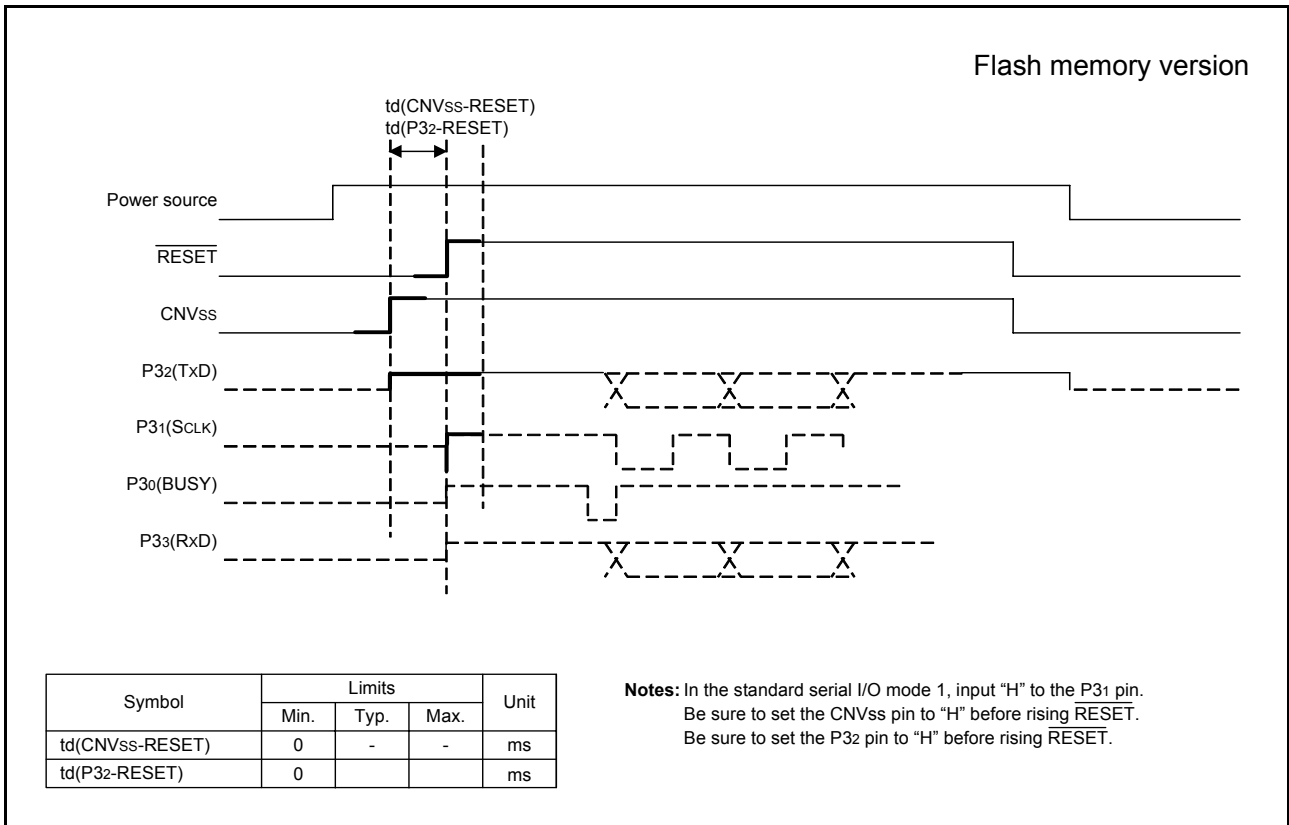 Flash memory version
td(CNVss-RESET)
td(P32-RESET)
Power source
RESET
CNVss
P32(TxD)
P31(SCLK)
P30(BUSY)
P33(RxD)
Symbol Limits Unit
Min. Typ. Max.
td(CNVss-RESET) 0 - - ms
td(P32-RESET) 0 ms
Notes: In the standard serial I/O mode 1, input “H” to the P31 pin.
Be sure to set the CNVss pin to “H” before rising RESET.
Be sure to set the P32 pin to “H” before rising RESET.